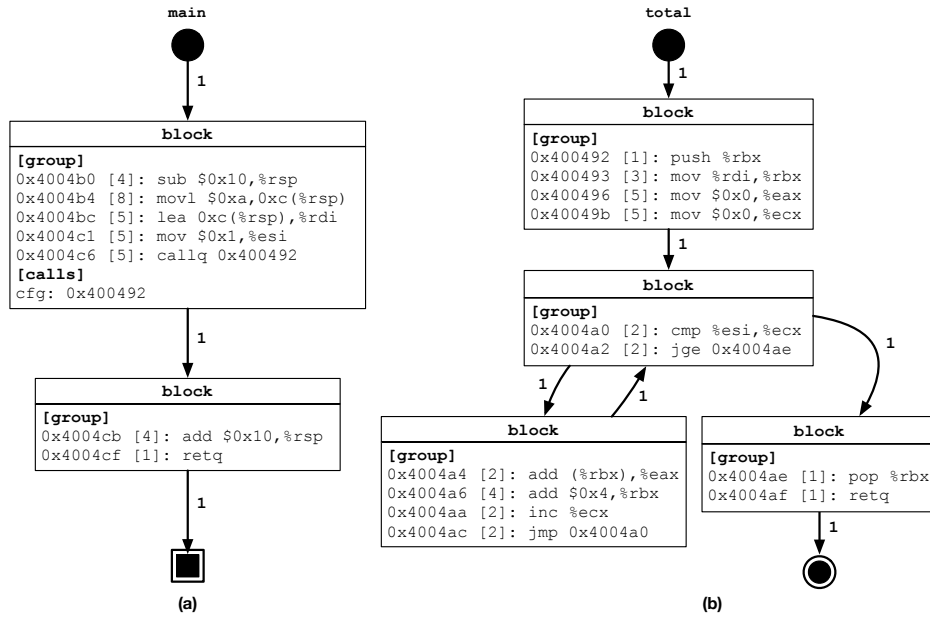 main
1
block
[group]
0x4004b0 [4]: sub $0x10,%rsp
0x4004b4 [8]: movl $0xa,0xc(%rsp)
0x4004bc [5]: lea 0xc(%rsp),%rdi
0x4004c1 [5]: mov $0x1,%esi
0x4004c6 [5]: callq 0x400492
[calls]
cfg: 0x400492
1
block
[group]
0x4004cb [4]: add $0x10,%rsp
0x4004cf [1]: retq
1
(a)
total
1
block
[group]
0x400492 [1]: push %rbx
0x400493 [3]: mov %rdi,%rbx
0x400496 [5]: mov $0x0,%eax
0x40049b [5]: mov $0x0,%ecx
1
block
[group]
0x4004a0 [2]: cmp %esi,%ecx
0x4004a2 [2]: jge 0x4004ae
1
1
1
block
[group]
0x4004a4 [2]: add (%rbx),%eax
0x4004a6 [4]: add $0x4,%rbx
0x4004aa [2]: inc %ecx
0x4004ac [2]: jmp 0x4004a0
block
[group]
0x4004ae [1]: pop %rbx
0x4004af [1]: retq
1
(b)